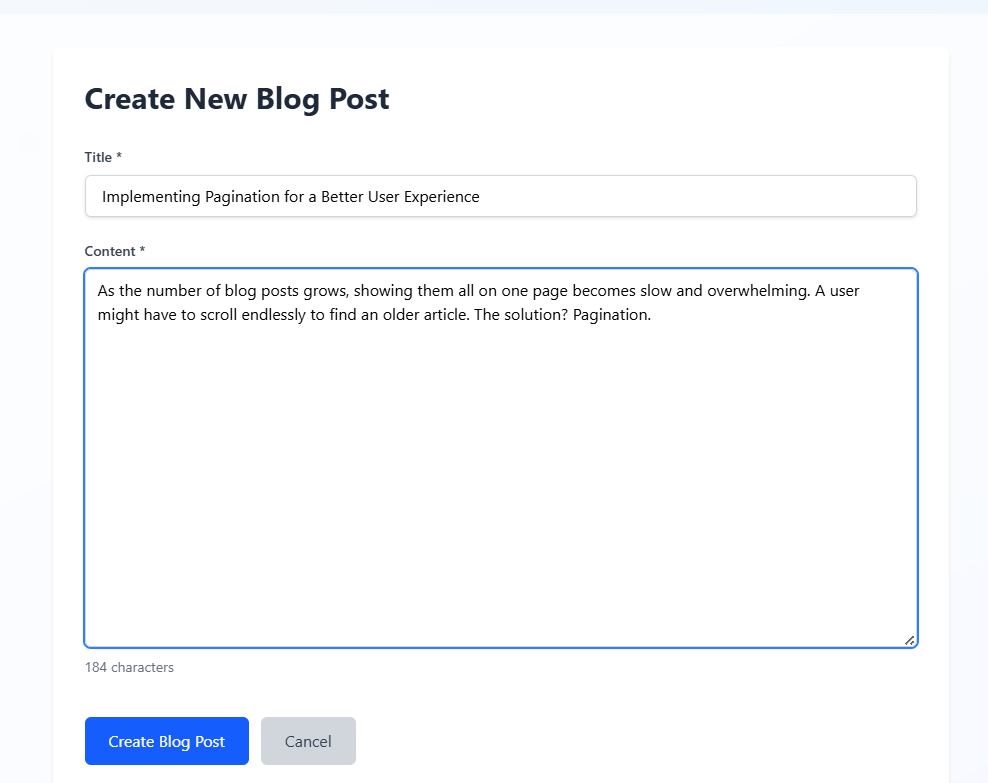 Create New Blog Post
Title *
Implementing Pagination for a Better User Experience
Content *
As the number of blog posts grows, showing them all on one page becomes slow and overwhelming. A user
might have to scroll endlessly to find an older article. The solution? Pagination.
184 characters
Create Blog Post
Cancel